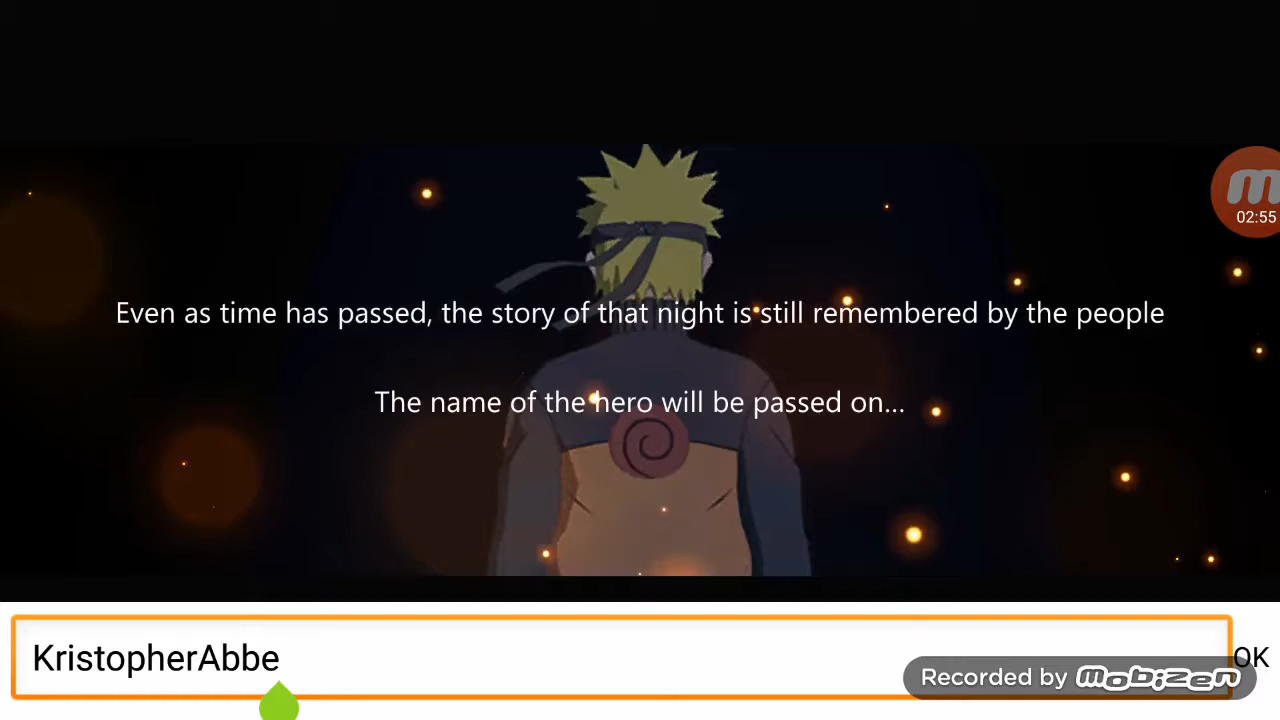 02:55
Even as time has passed, the story of that night is still remembered by the people
The name of the hero will be passed on...
KristopherAbbe
OK
Recorded by mobizen